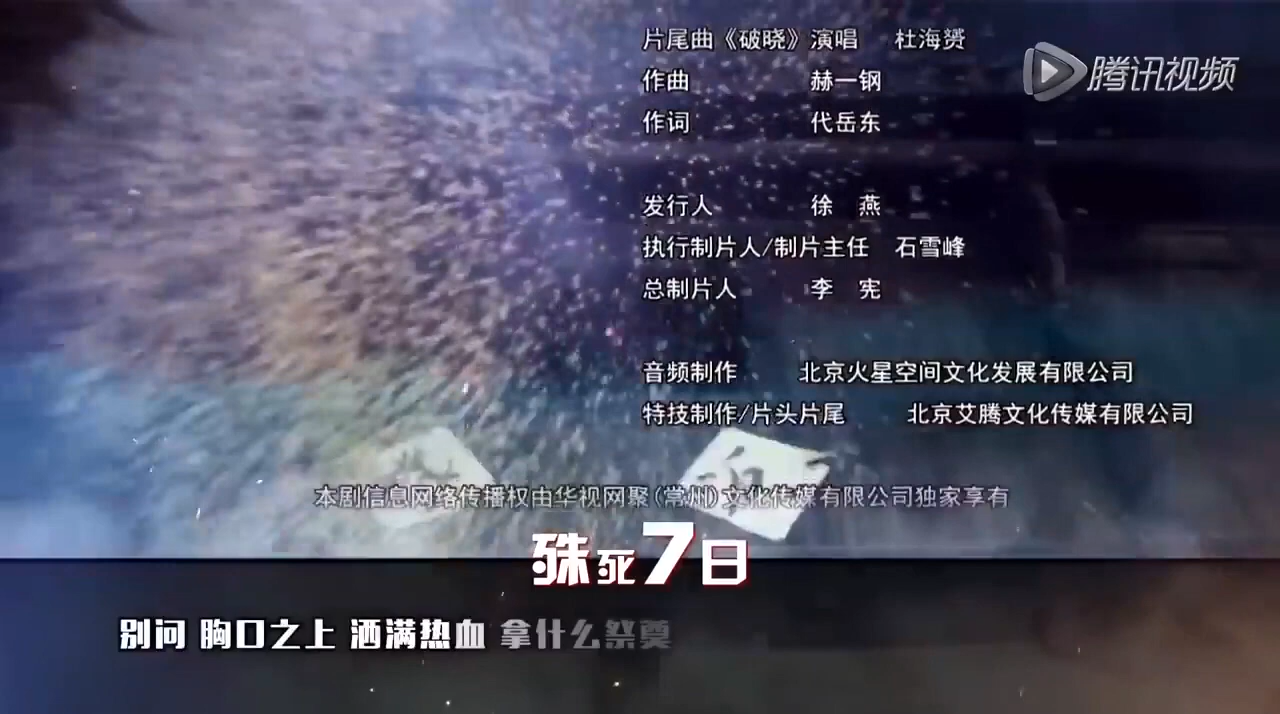 片尾曲《破晓》演唱 杜海赟
腾讯视频
作曲 赫一钢
作词 代岳东
发行人 徐 燕
执行制片人/制片主任 石雪峰
总制片人 李 宪
音频制作 北京火星空间文化发展有限公司
特技制作/片头片尾 北京艾腾文化传媒有限公司
本剧信息网络传播权由华视网聚(常州)文化传媒有限公司独家享有
殊死7日
别问 胸口之上 洒满热血 拿什么祭奠